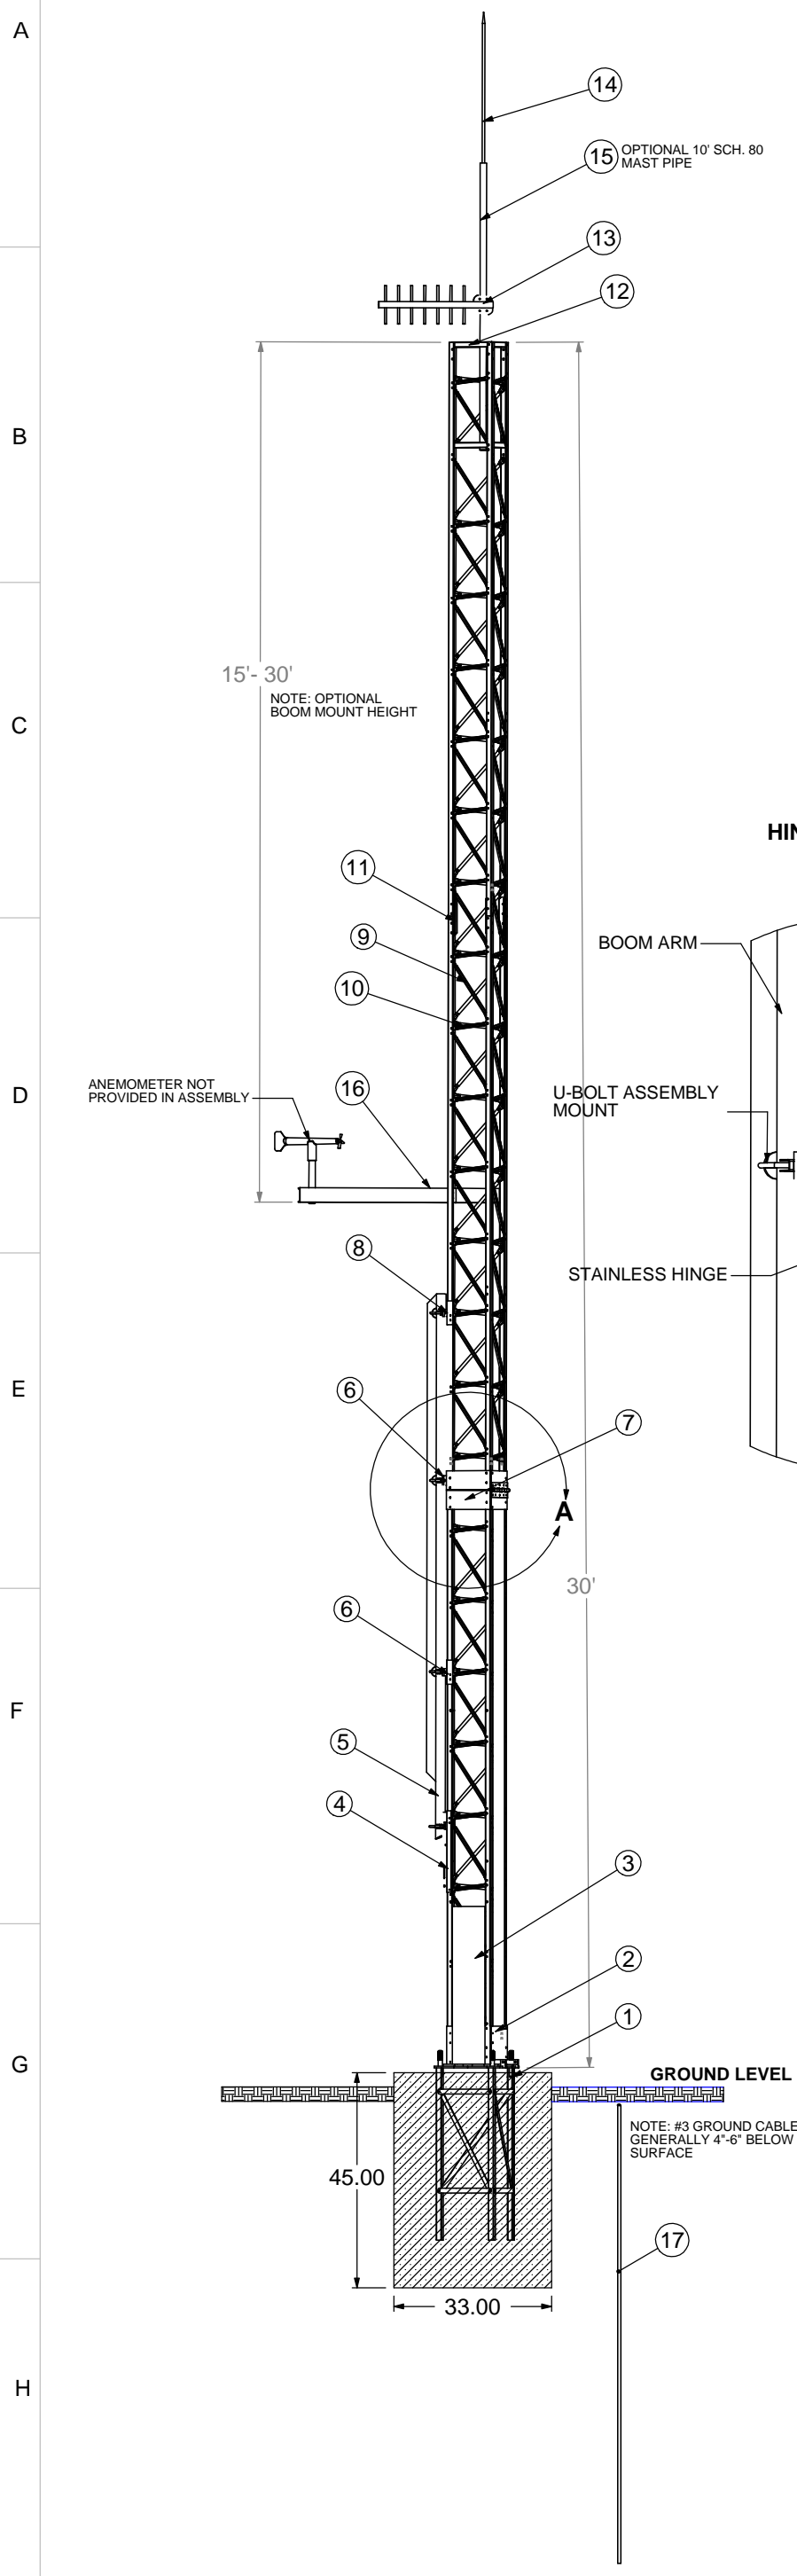 A
14
15
OPTIONAL 10' SCH. 80
MAST PIPE
13
12
B
15'- 30'
NOTE: OPTIONAL
BOOM MOUNT HEIGHT
C
HIN
11
9
BOOM ARM
10
ANEMOMETER NOT
PROVIDED IN ASSEMBLY
16
D
U-BOLT ASSEMBLY
MOUNT
8
STAINLESS HINGE
E
6
7
A
30'
6
F
5
4
3
2
1
G
GROUND LEVEL
NOTE: #3 GROUND CABLE
GENERALLY 4"-6" BELOW
SURFACE
45.00
17
33.00
H